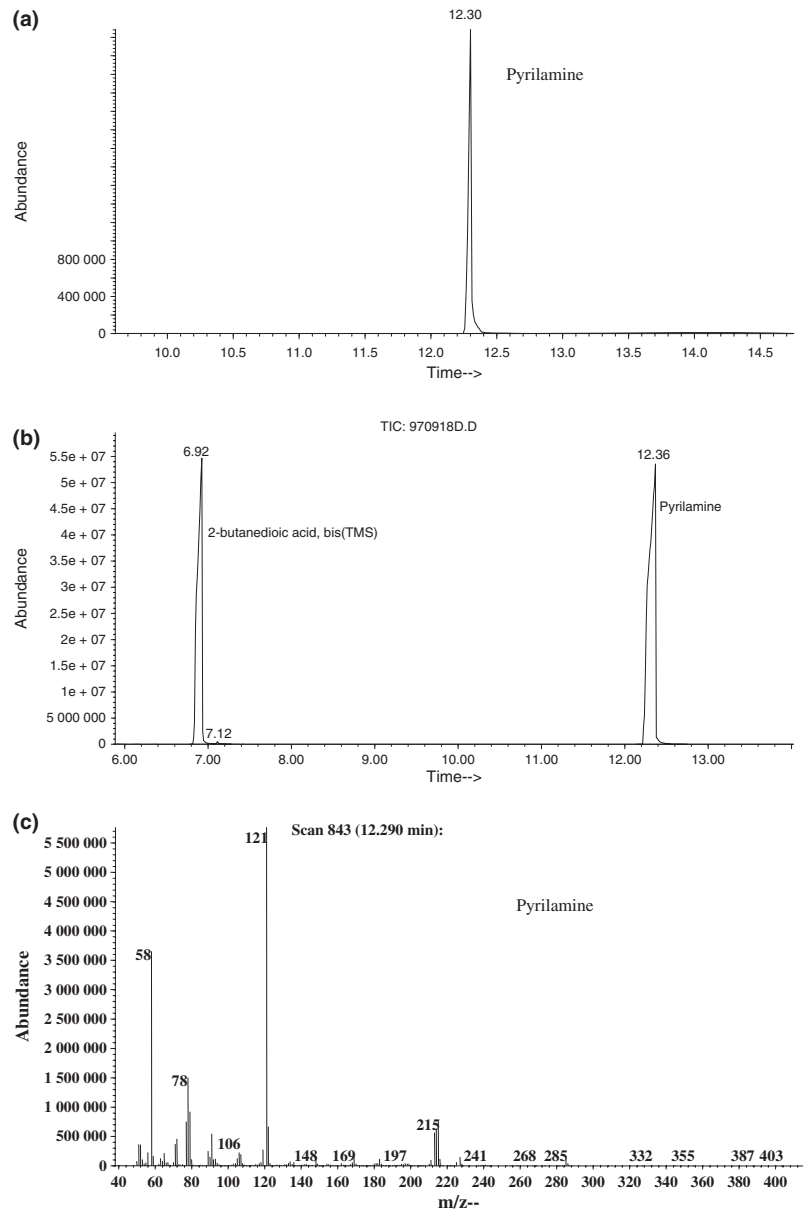 (a)
12.30
Pyrilamine
Abundance
800 000
400 000
0
10.0 10.5 11.0 11.5 12.0 12.5 13.0 13.5 14.0 14.5
Time-->
(b)
TIC: 970918D.D
6.92
12.36
5.5e + 07
5e + 07
4.5e + 07
4e + 07
3.5e + 07
3e + 07
2.5e + 07
2e + 07
1.5e + 07
1e + 07
5 000 000
0
2-butanedioic acid, bis(TMS)
Pyrilamine
7.12
Abundance
6.00 7.00 8.00 9.00 10.00 11.00 12.00 13.00
Time-->
(c)
Scan 843 (12.290 min):
Pyrilamine
Abundance
5 500 000
5 000 000
4 500 000
4 000 000
3 500 000
3 000 000
2 500 000
2 000 000
1 500 000
1 000 000
500 000
0
58 78 106 121 148 169 197 215 241 268 285 332 355 387 403
40 60 80 100 120 140 160 180 200 220 240 260 280 300 320 340 360 380 400
m/z--